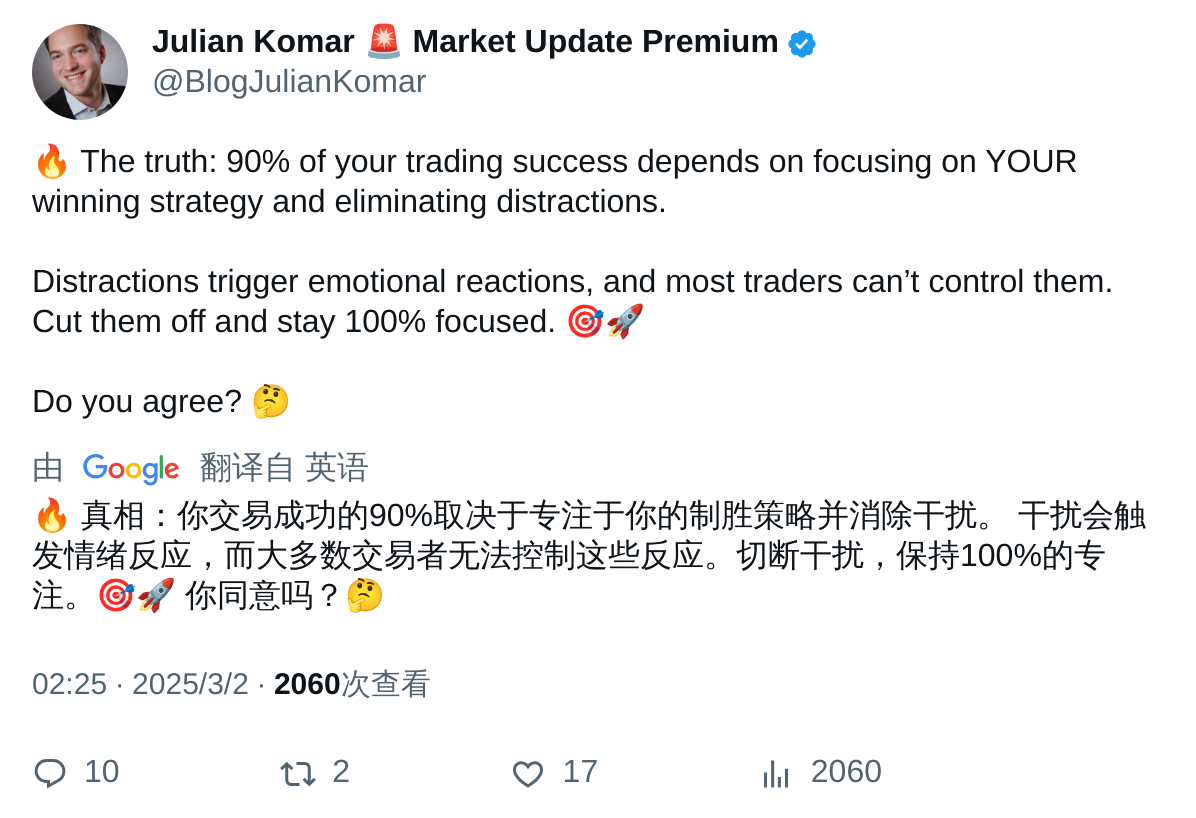 Julian Komar 🚨 Market Update Premium
@BlogJulianKomar
🔥 The truth: 90% of your trading success depends on focusing on YOUR
winning strategy and eliminating distractions.
Distractions trigger emotional reactions, and most traders can’t control them.
Cut them off and stay 100% focused. 🎯🚀
Do you agree? 🤔
由 Google 翻译自 英语
🔥 真相：你交易成功的90%取决于专注于你的制胜策略并消除干扰。 干扰会触
发情绪反应，而大多数交易者无法控制这些反应。切断干扰，保持100%的专
注。🎯🚀 你同意吗？🤔
02:25 · 2025/3/2 · 2060次查看
10 2 17 2060